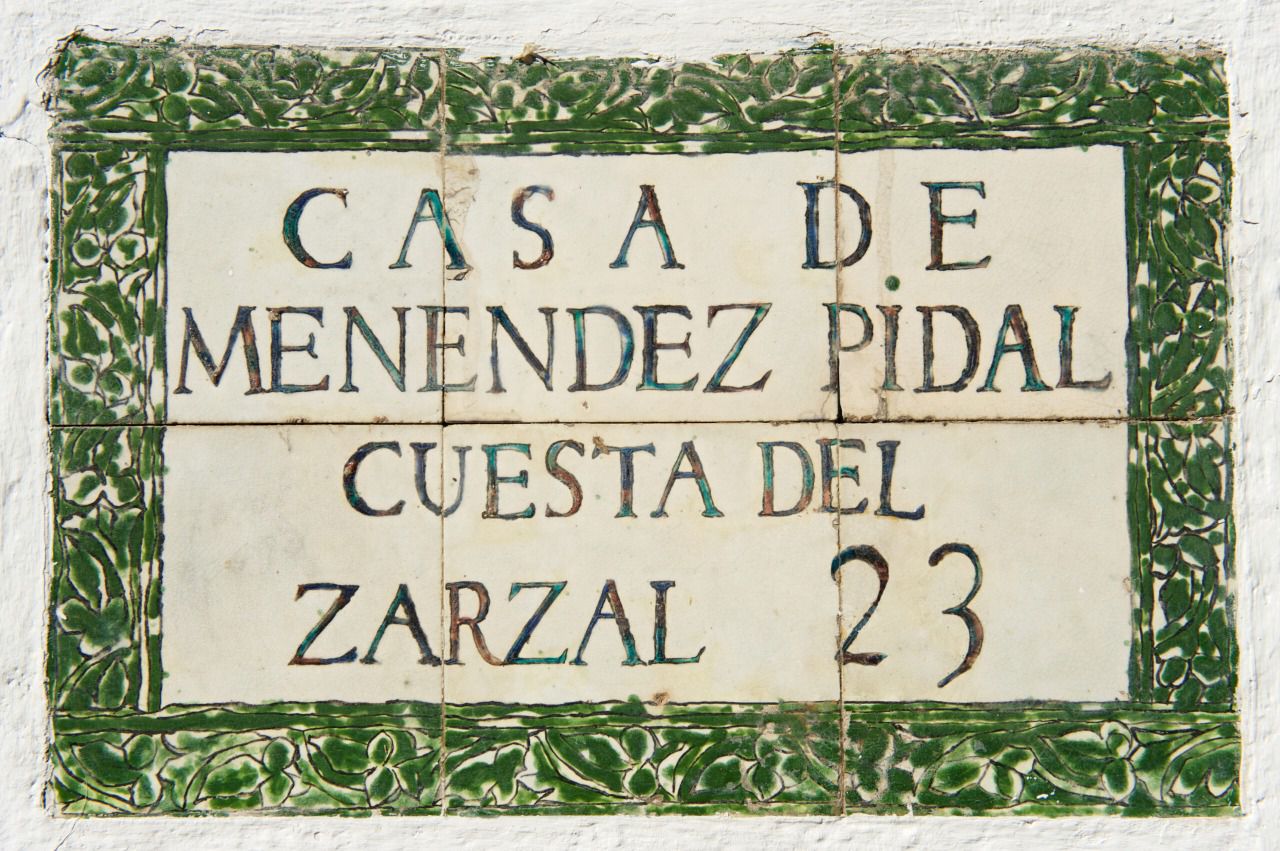 CASA DE
MENENDEZ PIDAL
CUESTA DEL
ZARZAL 23